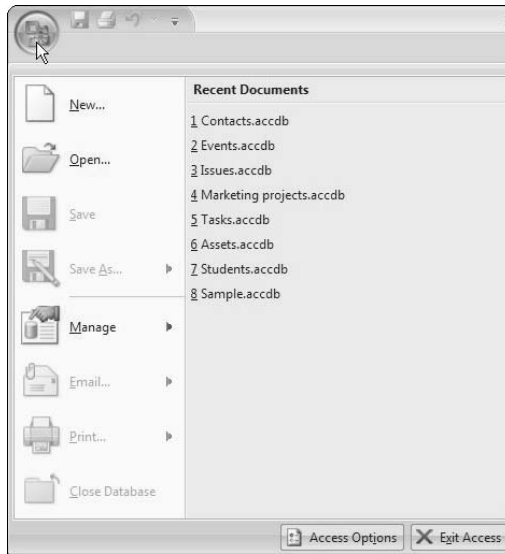 New...
Open...
Save
Save As...
Manage
Email...
Print...
Close Database
Recent Documents
1 Contacts.accdb
2 Events.accdb
3 Issues.accdb
4 Marketing projects.accdb
5 Tasks.accdb
6 Assets.accdb
7 Students.accdb
8 Sample.accdb
Access Options
Exit Access